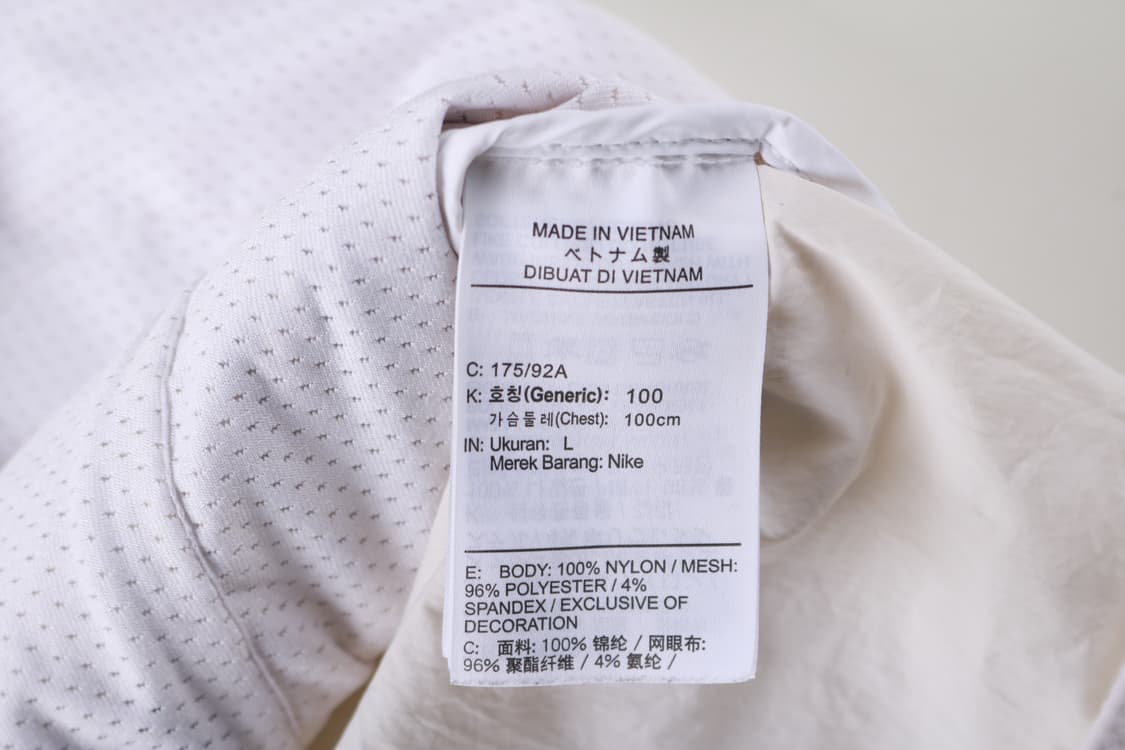 MADE IN VIETNAM
ベトナム製
DIBUAT DI VIETNAM
C: 175/92A
K: 호칭(Generic): 100
가슴둘레(Chest): 100cm
IN: Ukuran: L
Merek Barang: Nike
E: BODY: 100% NYLON / MESH:
96% POLYESTER / 4%
SPANDEX / EXCLUSIVE OF
DECORATION
C: 面料: 100% 锦纶 / 网眼布:
96% 聚酯纤维 / 4% 氨纶 /